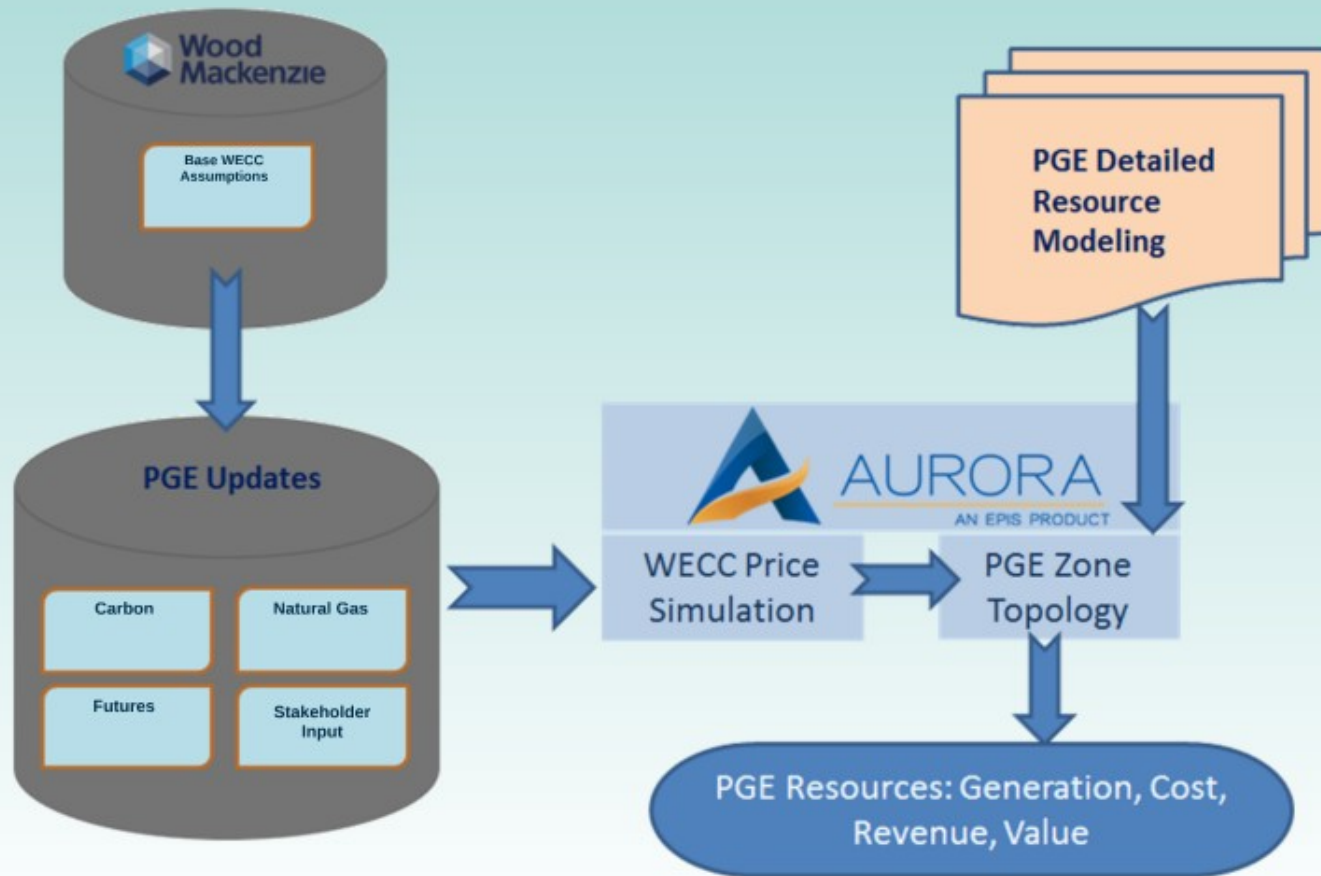 Wood
Mackenzie
Base WECC
Assumptions
PGE Detailed
Resource
Modeling
PGE Updates
Carbon
Natural Gas
Futures
Stakeholder
Input
AURORA
AN EPIS PRODUCT
WECC Price
Simulation
PGE Zone
Topology
PGE Resources: Generation, Cost,
Revenue, Value